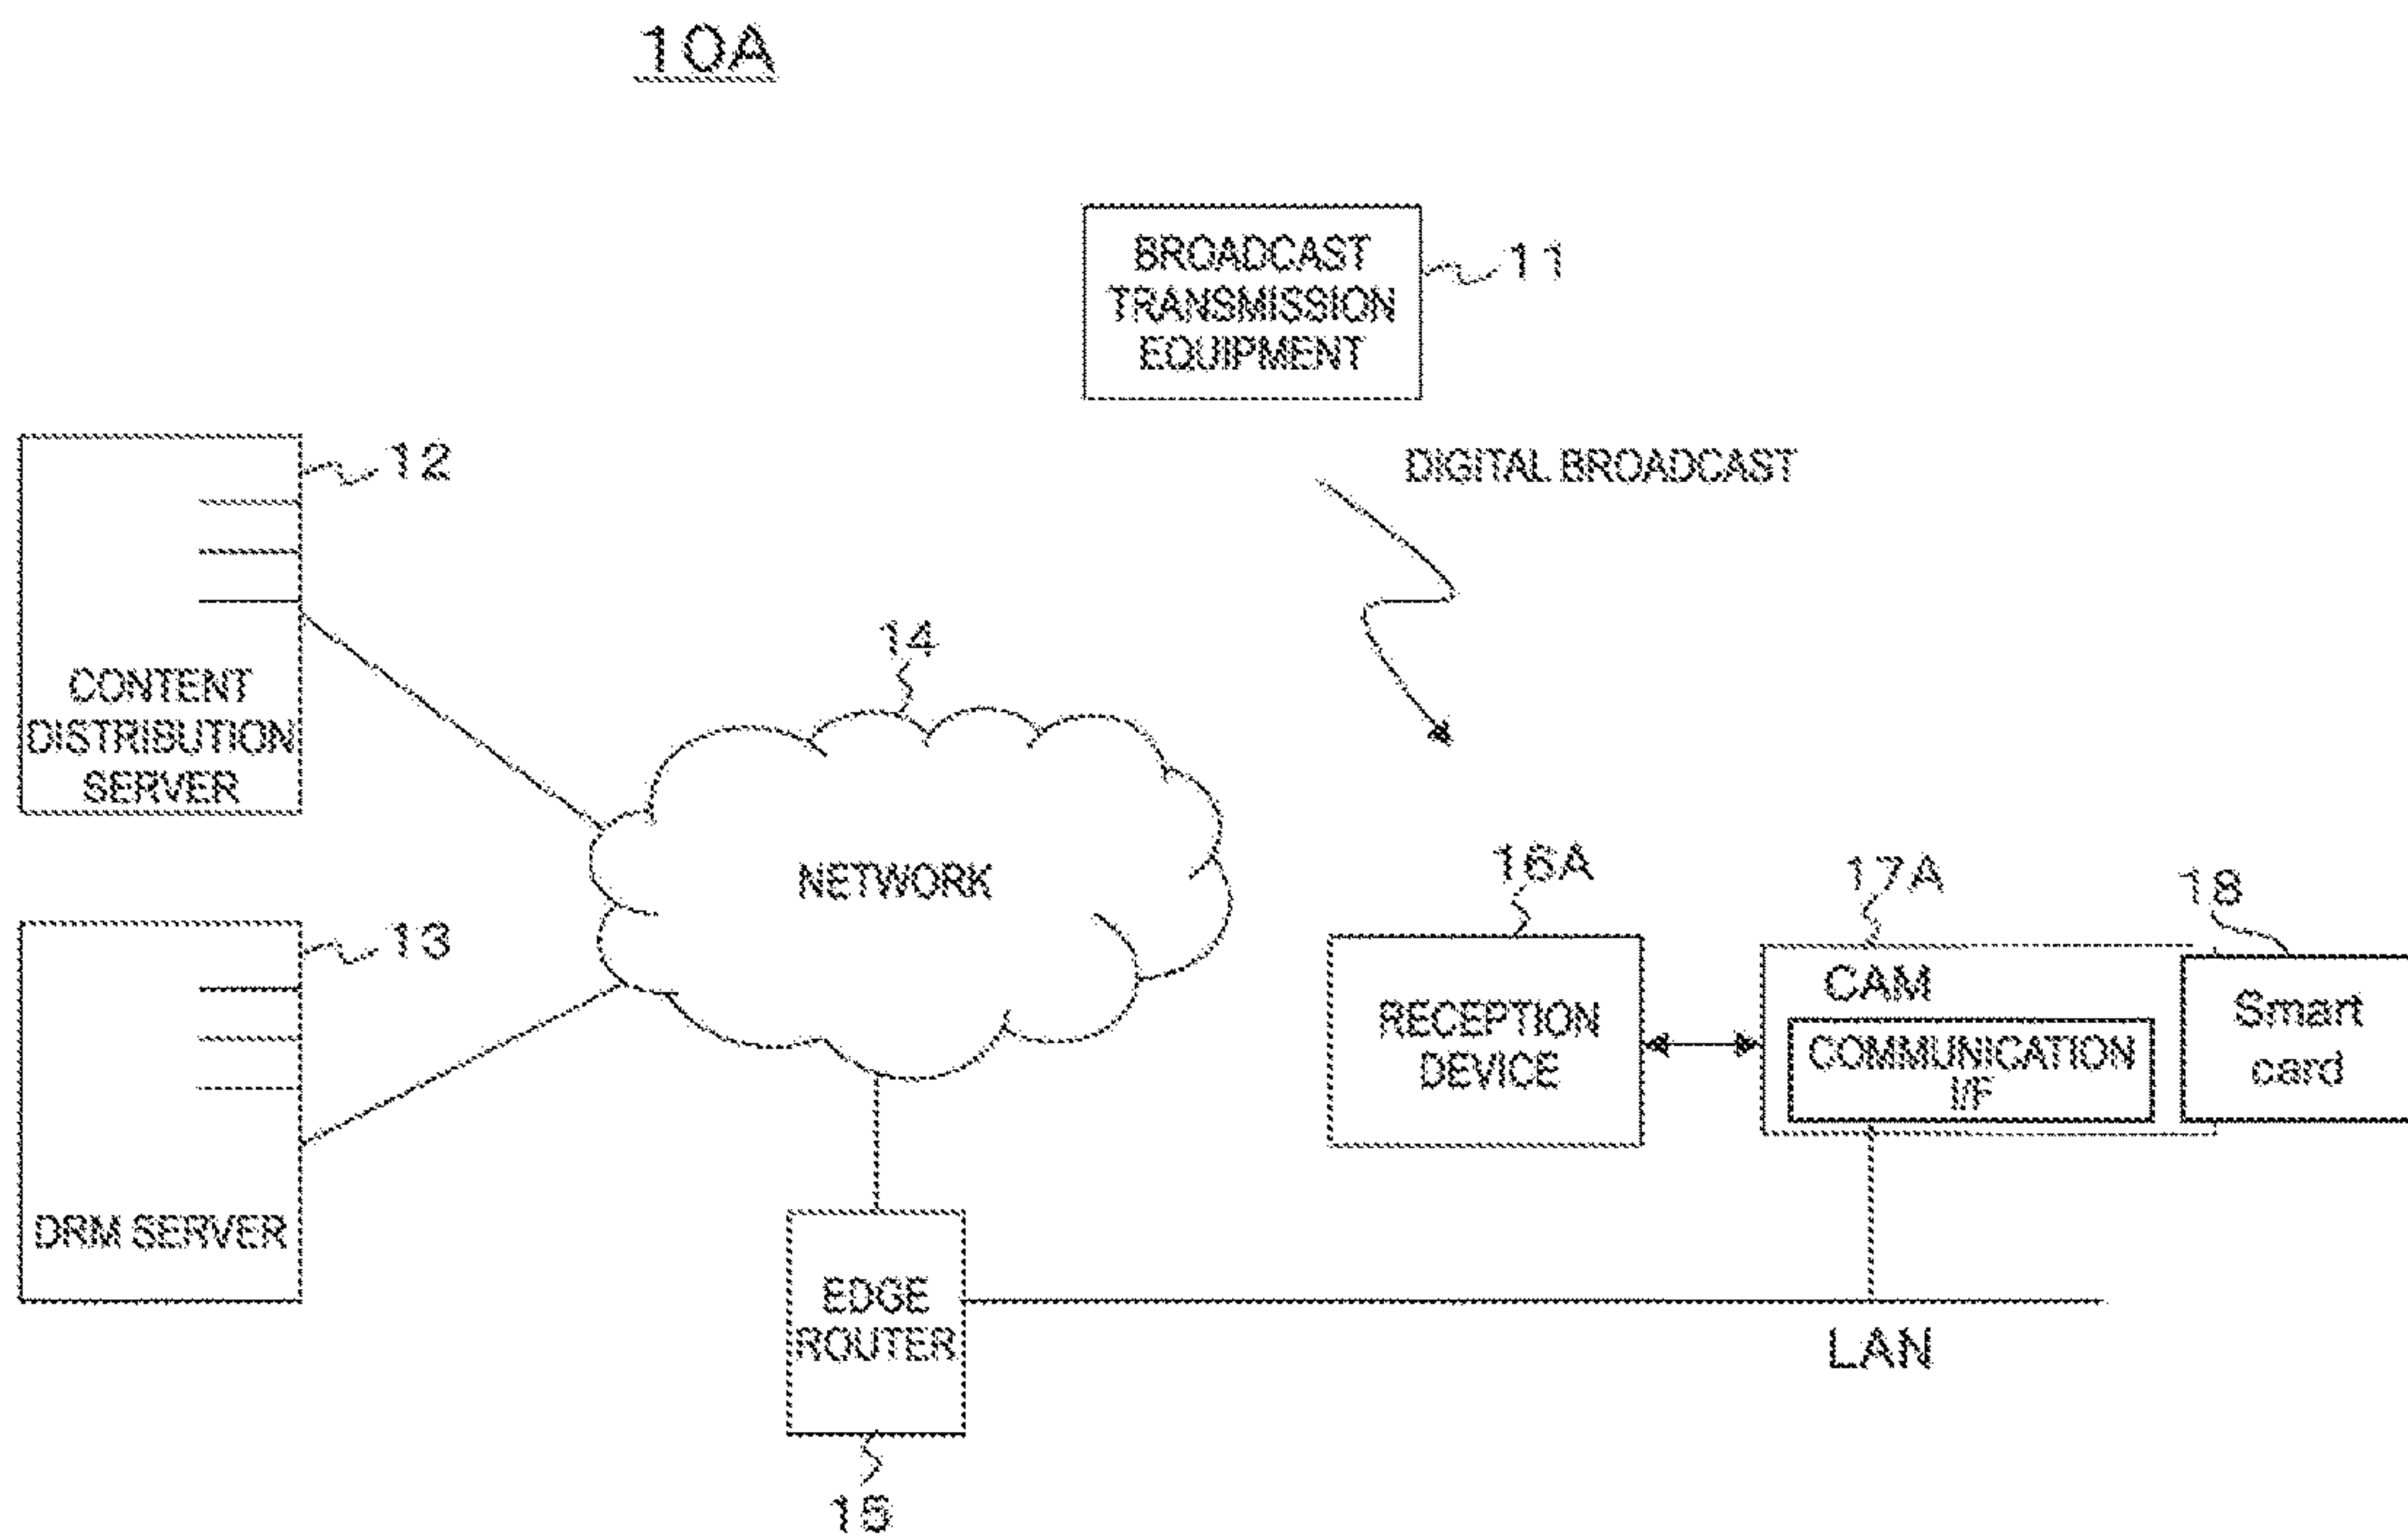 10A
BROADCAST
TRANSMISSION
EQUIPMENT
11
DIGITAL BROADCAST
12
CONTENT
DISTRIBUTION
SERVER
14
NETWORK
13
DRM SERVER
16A
RECEPTION
DEVICE
17A
CAM
COMMUNICATION
I/F
18
Smart
card
EDGE
ROUTER
LAN
15